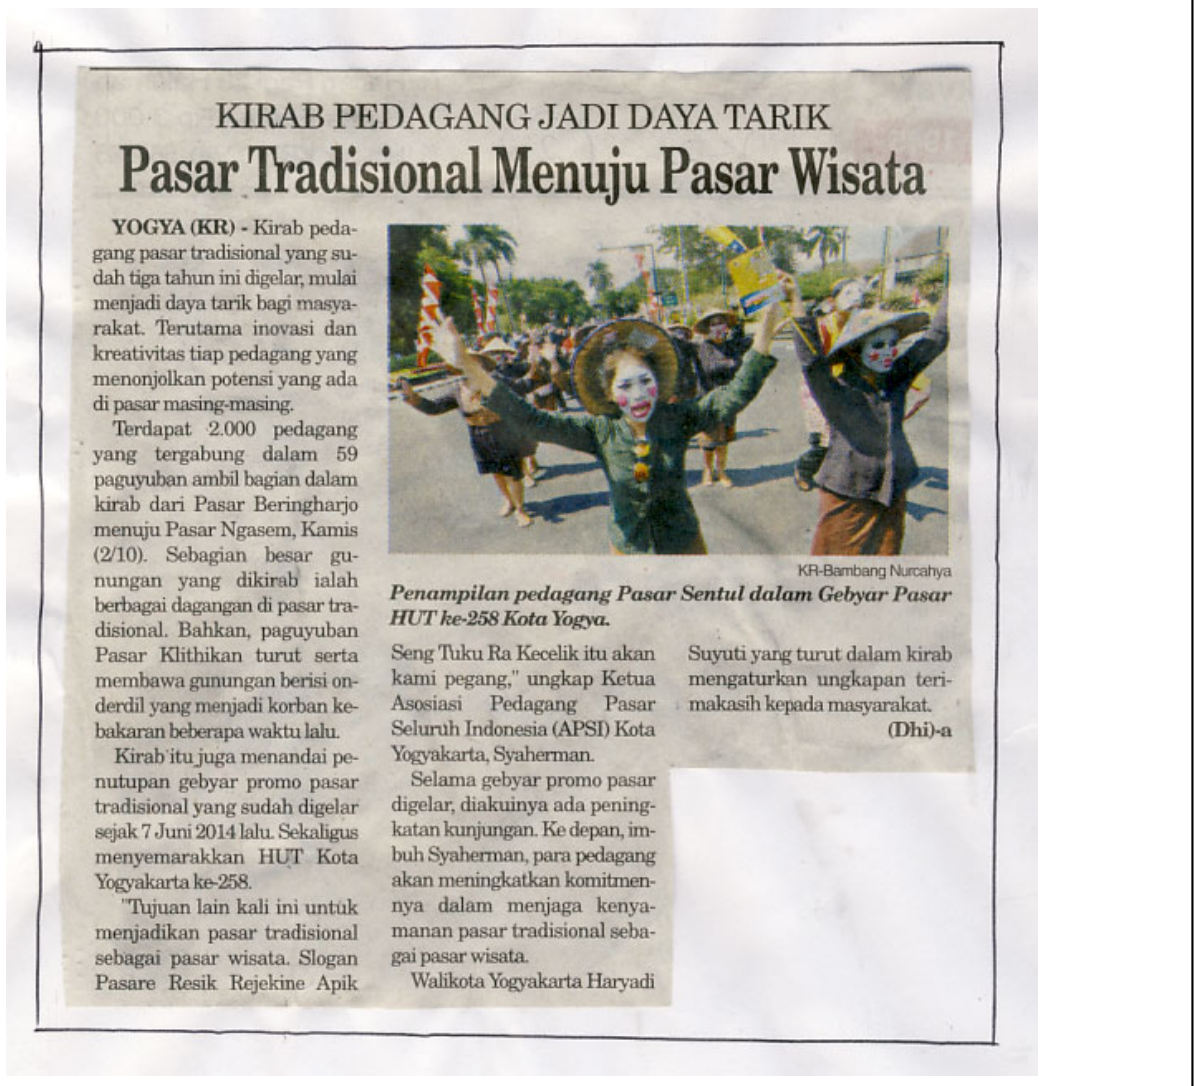 KIRAB PEDAGANG JADI DAYA TARIK
Pasar Tradisional Menuju Pasar Wisata
YOGYA (KR) - Kirab peda-
gang pasar tradisional yang su-
dah tiga tahun ini digelar, mulai
menjadi daya tarik bagi masya-
rakat. Terutama inovasi dan
kreativitas tiap pedagang yang
menonjolkan potensi yang ada
di pasar masing-masing.
Terdapat 2.000 pedagang
yang tergabung dalam 59
paguyuban ambil bagian dalam
kirab dari Pasar Beringharjo
menuju Pasar Ngasem, Kamis
(2/10). Sebagian besar gu-
nungan yang dikirab ialah
berbagai dagangan di pasar tra-
disional. Bahkan, paguyuban
Pasar Klithikan turut serta
membawa gunungan berisi on-
derdil yang menjadi korban ke-
bakaran beberapa waktu lalu.
Kirab itu juga menandai pe-
nutupan gebyar promo pasar
tradisional yang sudah digelar
sejak 7 Juni 2014 lalu. Sekaligus
menyemarakkan HUT Kota
Yogyakarta ke-258.
"Tujuan lain kali ini untuk
menjadikan pasar tradisional
sebagai pasar wisata. Slogan
Pasare Resik Rejekine Apik
KR-Bambang Nurcahya
Penampilan pedagang Pasar Sentul dalam Gebyar Pasar
HUT ke-258 Kota Yogya.
Seng Tuku Ra Kecelik itu akan
kami pegang," ungkap Ketua
Asosiasi Pedagang Pasar
Seluruh Indonesia (APSI) Kota
Yogyakarta, Syaherman.
Selama gebyar promo pasar
digelar, diakuinya ada pening-
katan kunjungan. Ke depan, im-
buh Syaherman, para pedagang
akan meningkatkan komitmen-
nya dalam menjaga kenya-
manan pasar tradisional seba-
gai pasar wisata.
Walikota Yogyakarta Haryadi
Suyuti yang turut dalam kirab
mengaturkan ungkapan teri-
makasih kepada masyarakat.
(Dhi)-a